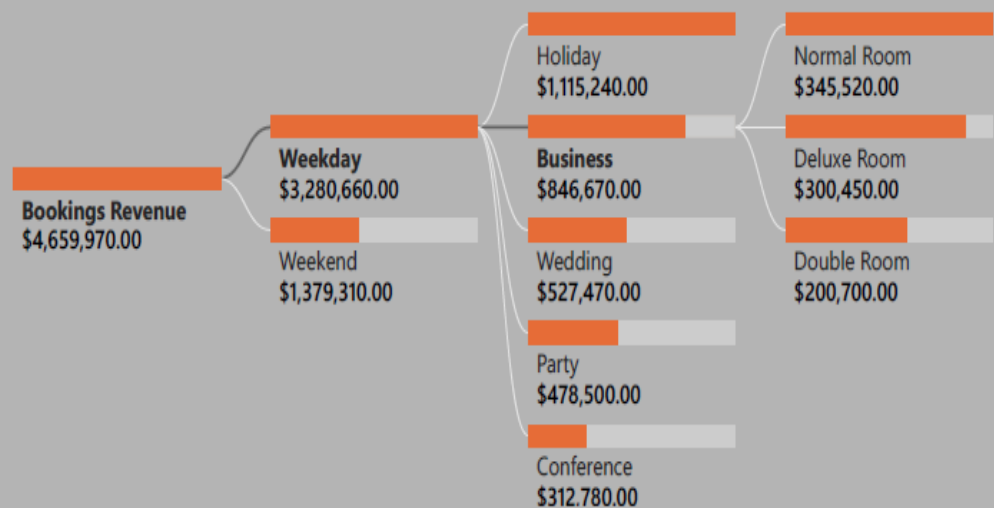 Bookings Revenue
$4,659,970.00
Weekday
$3,280,660.00
Weekend
$1,379,310.00
Holiday
$1,115,240.00
Business
$846,670.00
Wedding
$527,470.00
Party
$478,500.00
Conference
$312.780.00
Normal Room
$345,520.00
Deluxe Room
$300,450.00
Double Room
$200,700.00